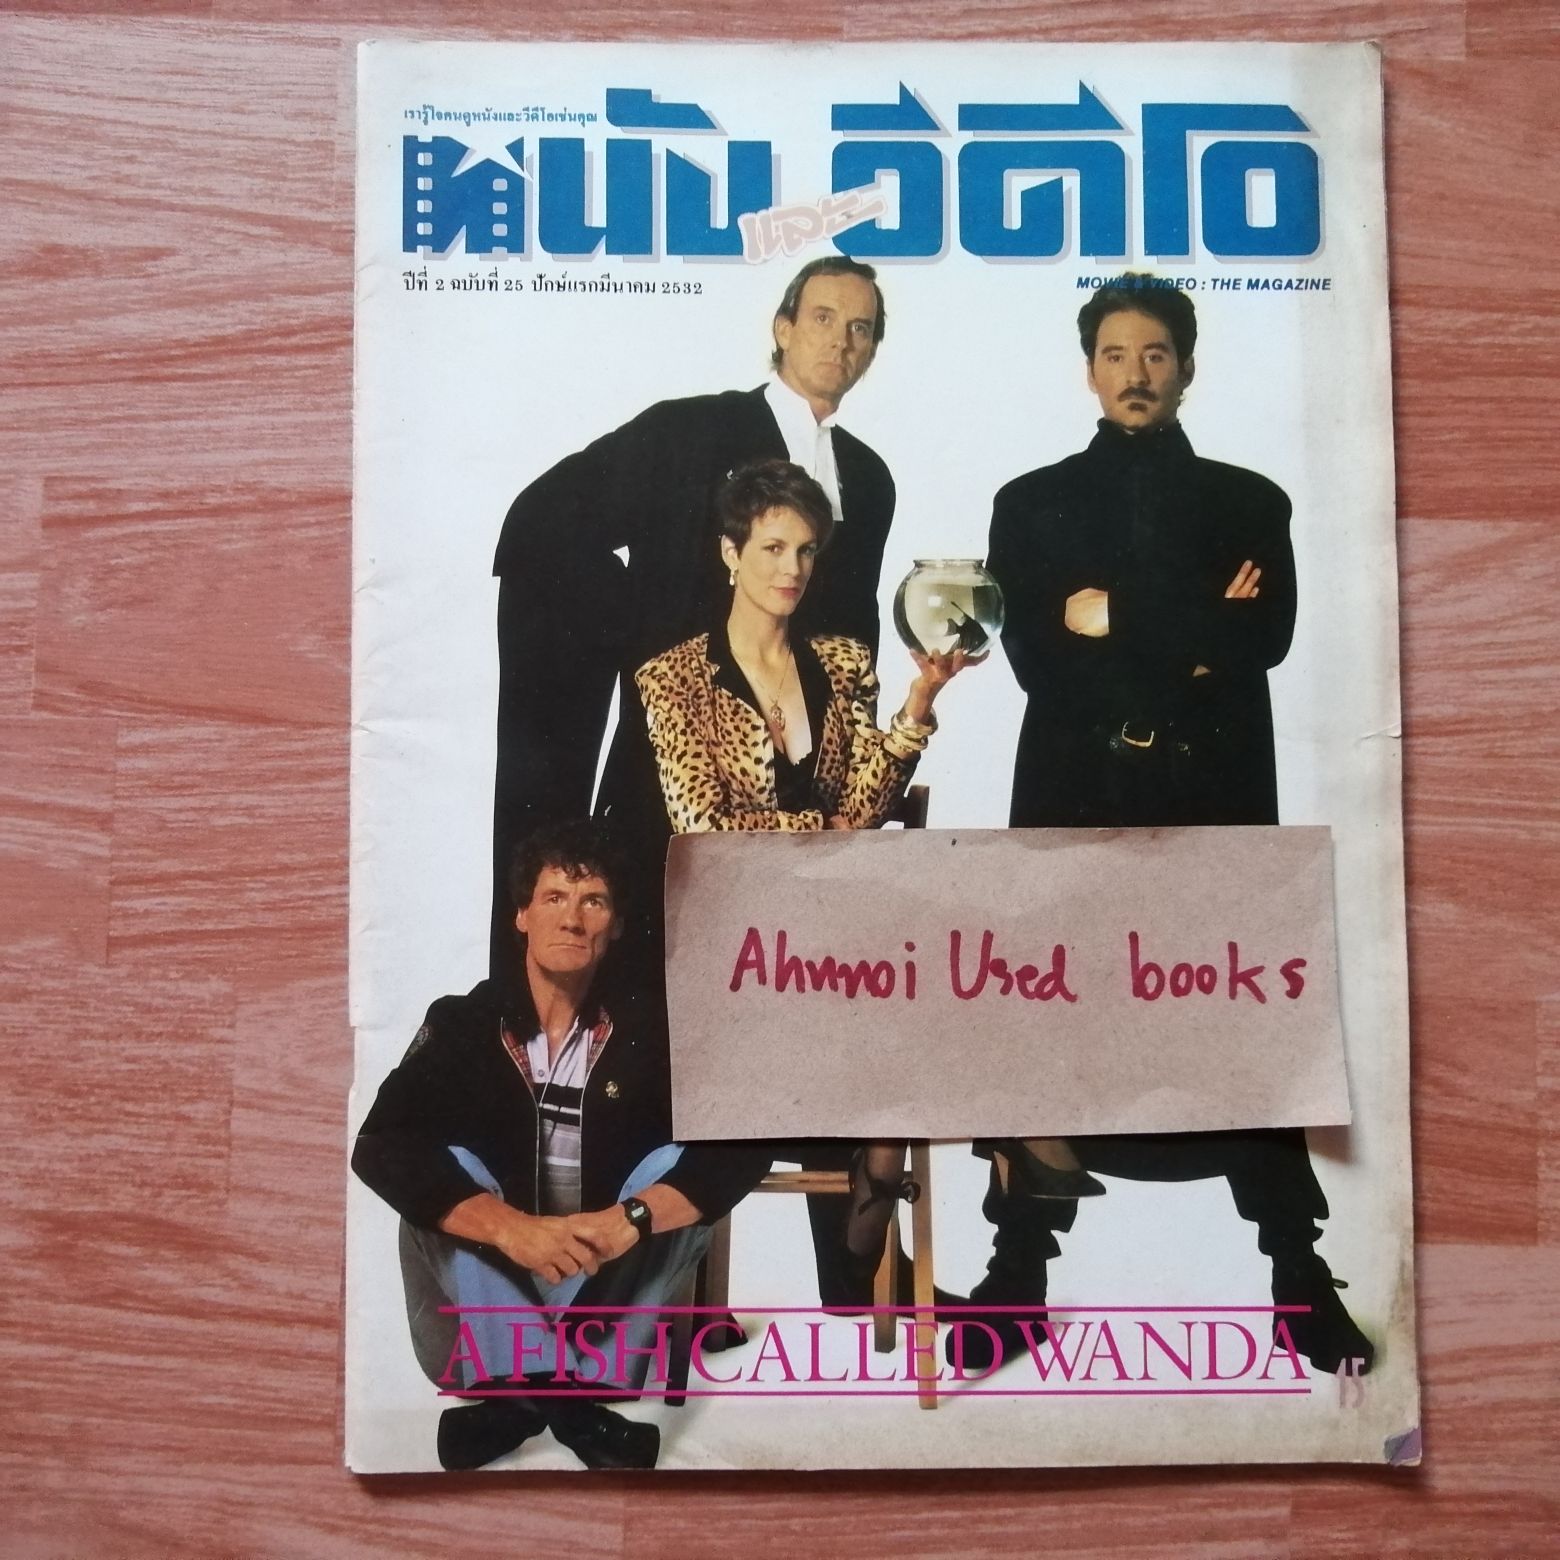 เรารู้ใจคนดูหนังและวีดีโอเช่นคุณ
หนังและวีดีโอ
ปีที่ 2 ฉบับที่ 25 ปักษ์แรกมีนาคม 2532
MOVIE & VIDEO : THE MAGAZINE
Ahnnoi Used books
A FISH CALLED WANDA
15